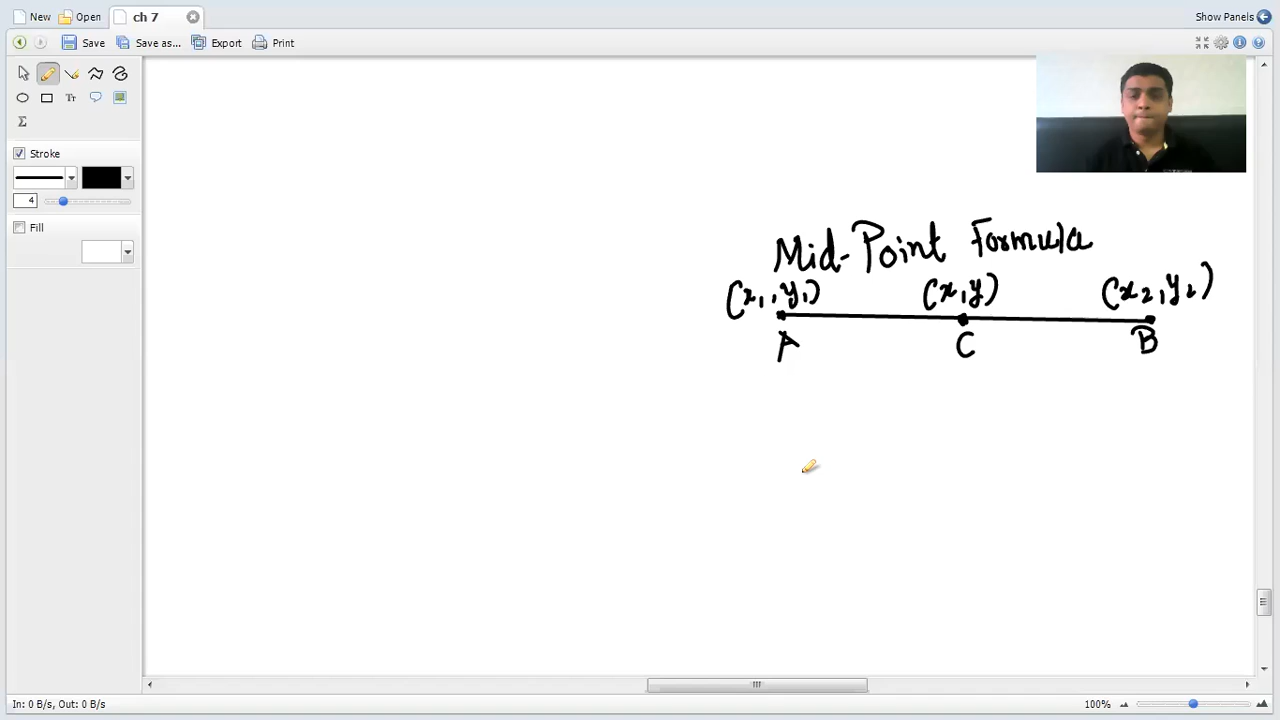 New Open ch 7 Show Panels
Save Save as... Export Print
Tr
Σ
Stroke
4
Fill
Mid-Point Formula
(x₁,y₁) (x,y) (x₂,y₂)
A C B
In: 0 B/s, Out: 0 B/s 100%